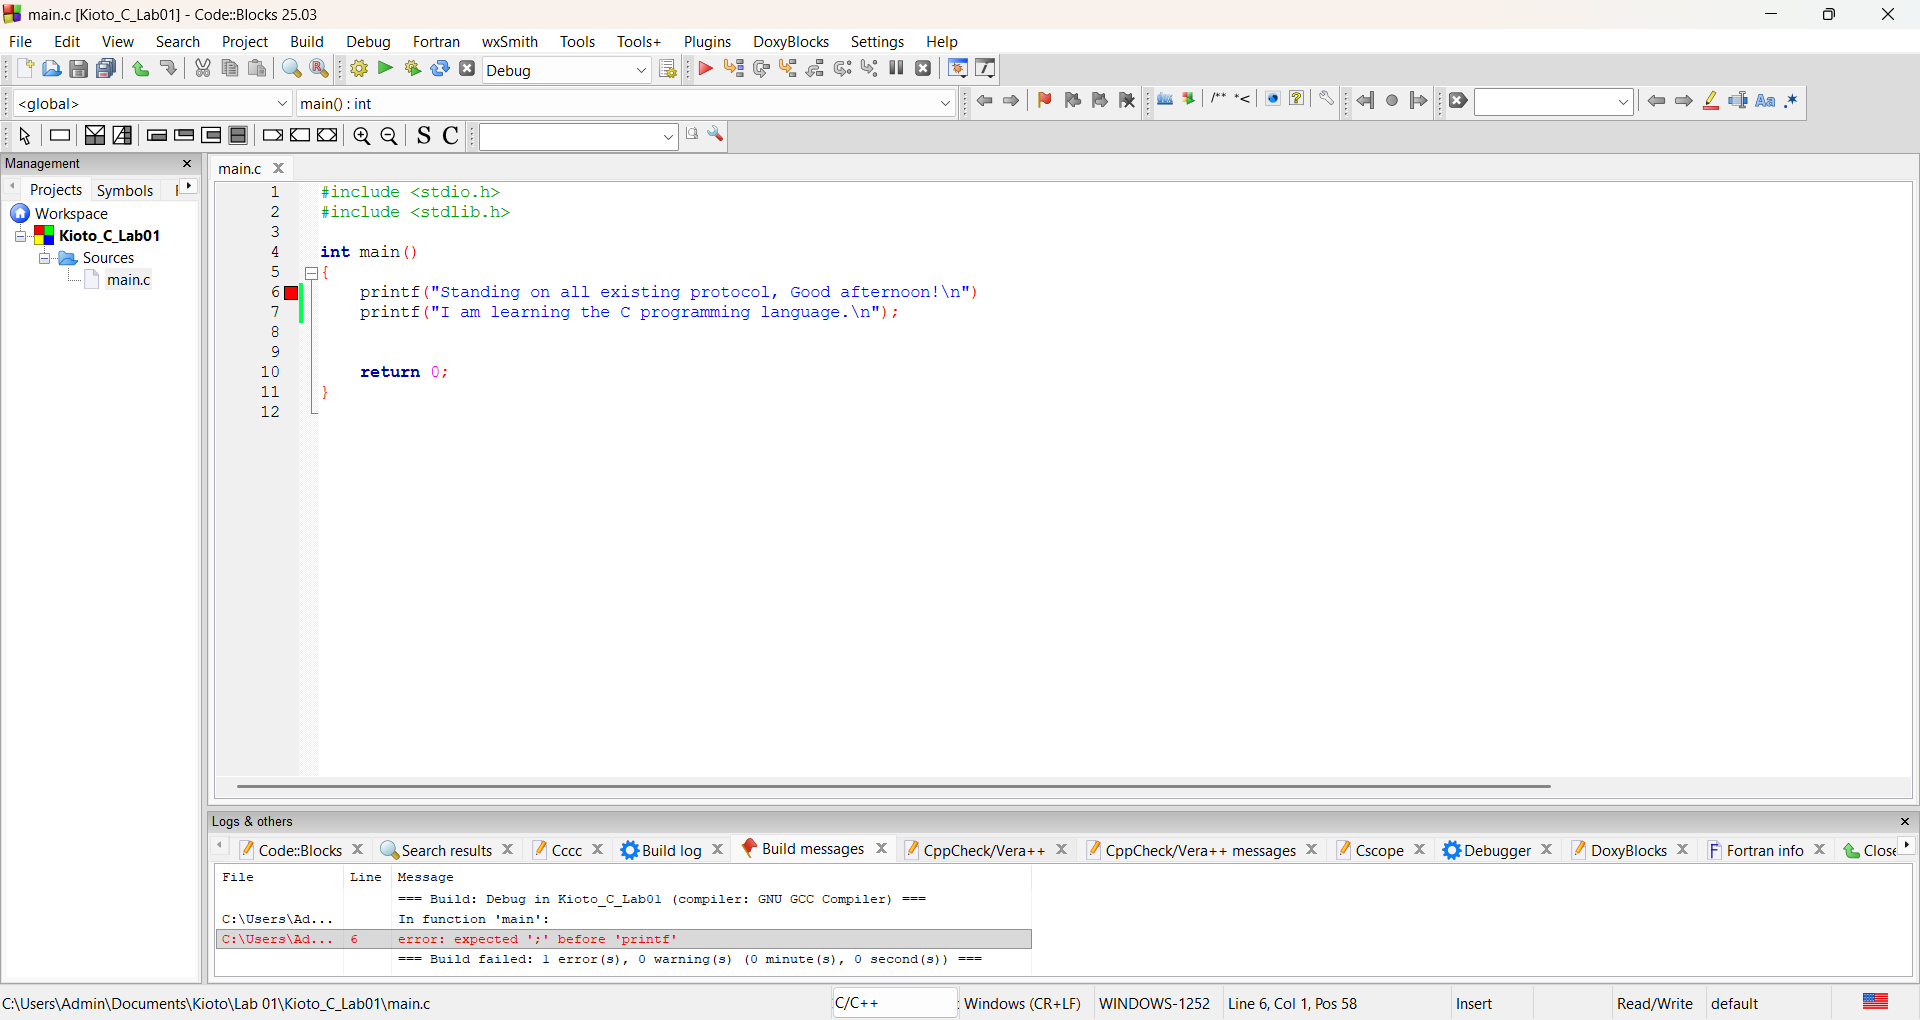 main.c [Kioto_C_Lab01] - Code::Blocks 25.03
File Edit View Search Project Build Debug Fortran wxSmith Tools Tools+ Plugins DoxyBlocks Settings Help
Debug
<global> main() : int
/** *< Aa .*
S C
Management
Projects Symbols
Workspace
Kioto_C_Lab01
Sources
main.c
main.c
1 #include <stdio.h>
2 #include <stdlib.h>
3
4 int main()
5 {
6 printf("Standing on all existing protocol, Good afternoon!\n")
7 printf("I am learning the C programming language.\n");
8
9
10 return 0;
11 }
12
Logs & others
Code::Blocks Search results Cccc Build log Build messages CppCheck/Vera++ CppCheck/Vera++ messages Cscope Debugger DoxyBlocks Fortran info Close
File Line Message
=== Build: Debug in Kioto_C_Lab01 (compiler: GNU GCC Compiler) ===
C:\Users\Ad... In function 'main':
C:\Users\Ad... 6 error: expected ';' before 'printf'
=== Build failed: 1 error(s), 0 warning(s) (0 minute(s), 0 second(s)) ===
C:\Users\Admin\Documents\Kioto\Lab 01\Kioto_C_Lab01\main.c C/C++ Windows (CR+LF) WINDOWS-1252 Line 6, Col 1, Pos 58 Insert Read/Write default